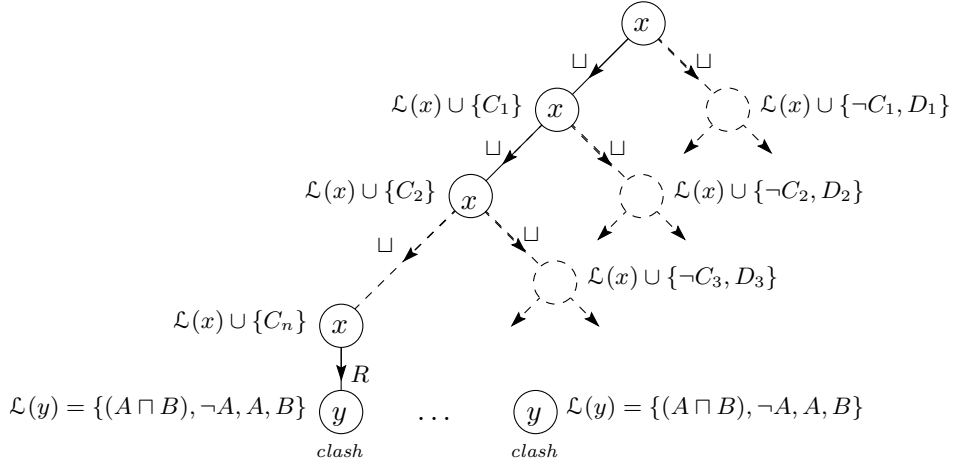 x
⊔ ⊔
ℒ(x) ∪ {C₁} x ℒ(x) ∪ {¬C₁, D₁}
⊔ ⊔
ℒ(x) ∪ {C₂} x ℒ(x) ∪ {¬C₂, D₂}
⊔ ⊔
ℒ(x) ∪ {¬C₃, D₃}
ℒ(x) ∪ {Cₙ} x
R
ℒ(y) = {(A ⊓ B), ¬A, A, B} y ... y ℒ(y) = {(A ⊓ B), ¬A, A, B}
clash clash